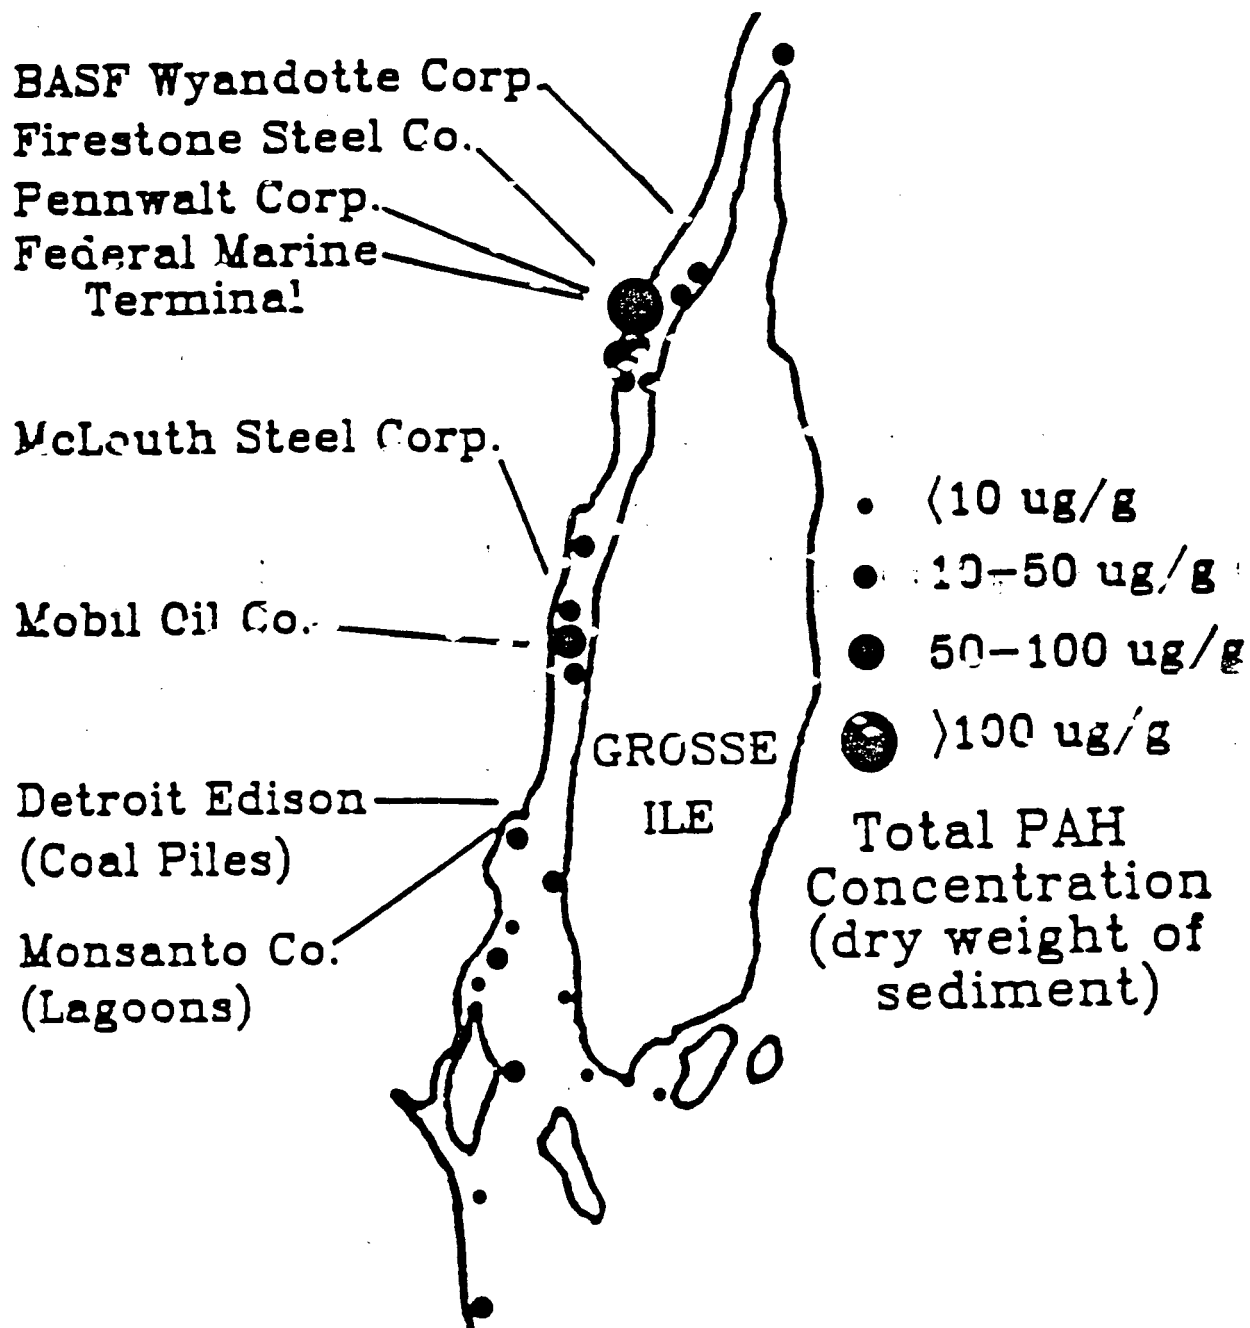 BASF Wyandotte Corp.
Firestone Steel Co.
Pennwalt Corp.
Federal Marine
Terminal
McLouth Steel Corp.
Mobil Oil Co.
Detroit Edison
(Coal Piles)
Monsanto Co.
(Lagoons)
GROSSE
ILE
<10 ug/g
10-50 ug/g
50-100 ug/g
>100 ug/g
Total PAH
Concentration
(dry weight of
sediment)